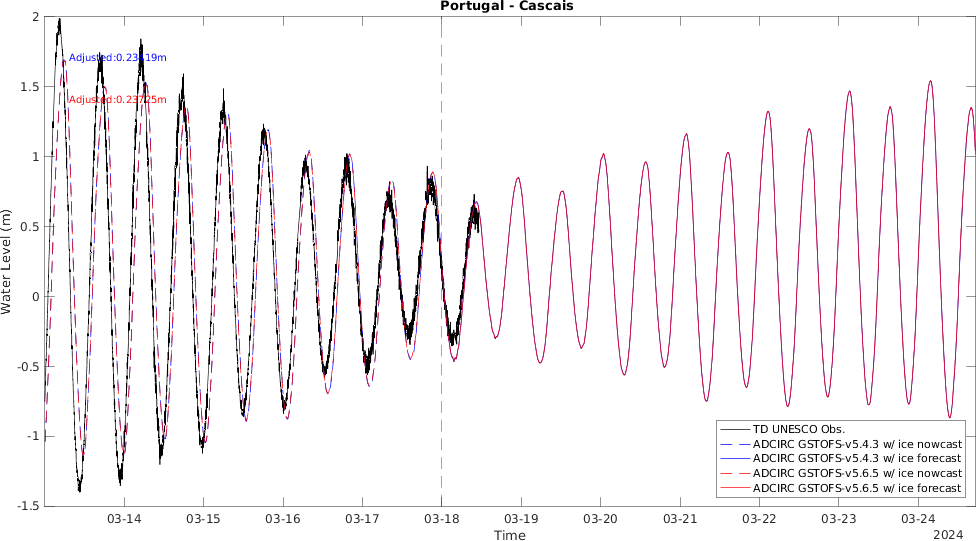 Portugal - Cascais
Water Level (m)
2
1.5
1
0.5
0
-0.5
-1
-1.5
Adjusted:0.23725m
03-14
03-15
03-16
03-17
03-18
03-19
03-20
03-21
03-22
03-23
03-24
Time
2024
TD UNESCO Obs.
ADCIRC GSTOFS-v5.4.3 w/ ice nowcast
ADCIRC GSTOFS-v5.4.3 w/ ice forecast
ADCIRC GSTOFS-v5.6.5 w/ ice nowcast
ADCIRC GSTOFS-v5.6.5 w/ ice forecast